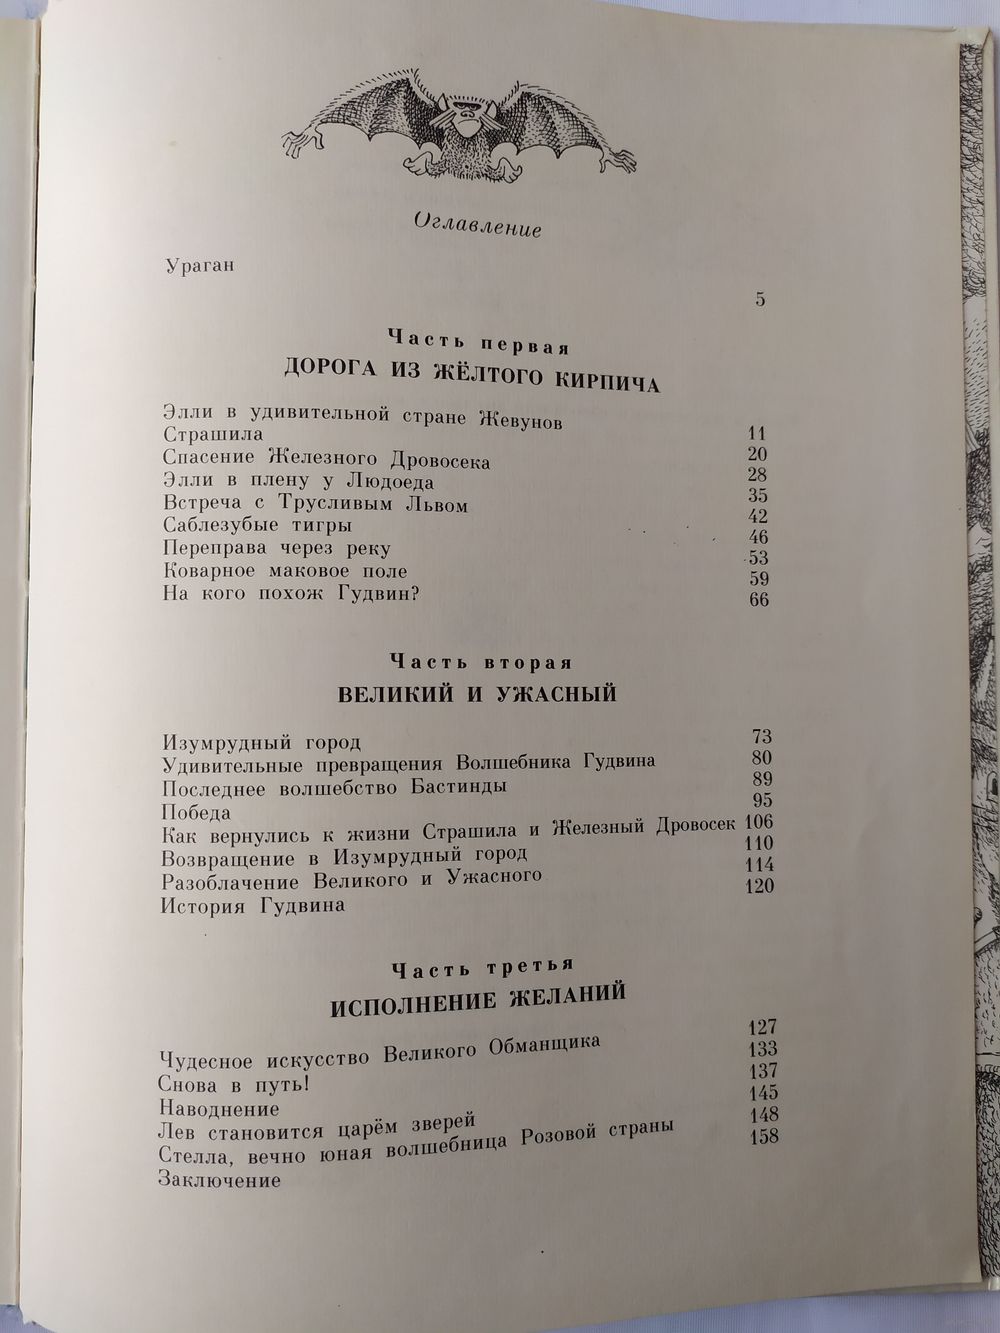 Оглавление
Ураган 5
Часть первая
ДОРОГА ИЗ ЖЁЛТОГО КИРПИЧА
Элли в удивительной стране Жевунов 11
Страшила 20
Спасение Железного Дровосека 28
Элли в плену у Людоеда 35
Встреча с Трусливым Львом 42
Саблезубые тигры 46
Переправа через реку 53
Коварное маковое поле 59
На кого похож Гудвин? 66
Часть вторая
ВЕЛИКИЙ И УЖАСНЫЙ
Изумрудный город 73
Удивительные превращения Волшебника Гудвина 80
Последнее волшебство Бастинды 89
Победа 95
Как вернулись к жизни Страшила и Железный Дровосек 106
Возвращение в Изумрудный город 110
Разоблачение Великого и Ужасного 114
История Гудвина 120
Часть третья
ИСПОЛНЕНИЕ ЖЕЛАНИЙ
Чудесное искусство Великого Обманщика 127
Снова в путь! 133
Наводнение 137
Лев становится царём зверей 145
Стелла, вечно юная волшебница Розовой страны 148
Заключение 158